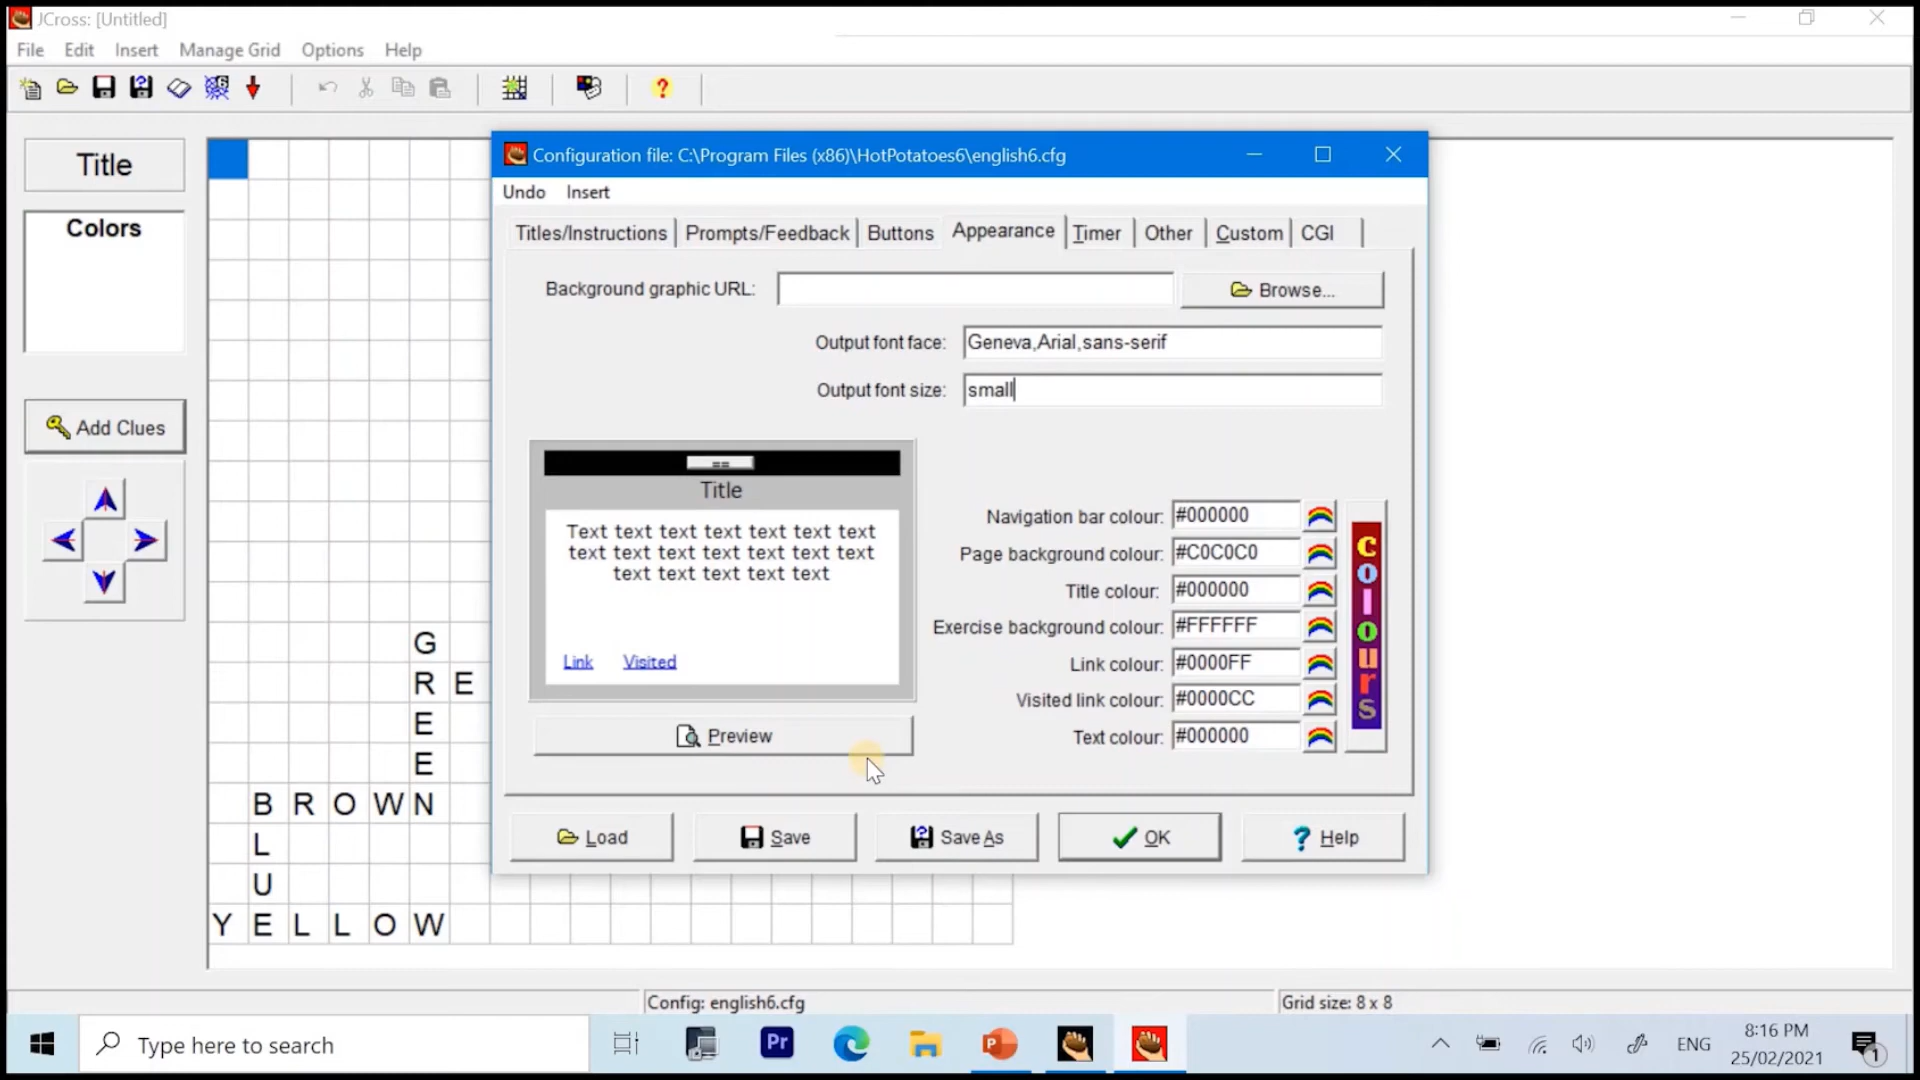 JCross: [Untitled]
File Edit Insert Manage Grid Options Help
Title
Colors
Add Clues
Configuration file: C:\Program Files (x86)\HotPotatoes6\english6.cfg
Undo Insert
Titles/Instructions Prompts/Feedback Buttons Appearance Timer Other Custom CGI
Background graphic URL: Browse...
Output font face: Geneva,Arial,sans-serif
Output font size: small
==
Title
Text text text text text text text
text text text text text text text
text text text text text
Link Visited
Preview
Navigation bar colour: #000000
Page background colour: #C0C0C0
Title colour: #000000
Exercise background colour: #FFFFFF
Link colour: #0000FF
Visited link colour: #0000CC
Text colour: #000000
Colours
Load Save Save As OK Help
G
R E
E
E
B R O W N
L
U
Y E L L O W
Config: english6.cfg Grid size: 8 x 8
Type here to search
Pr
P
ENG
8:16 PM
25/02/2021
1